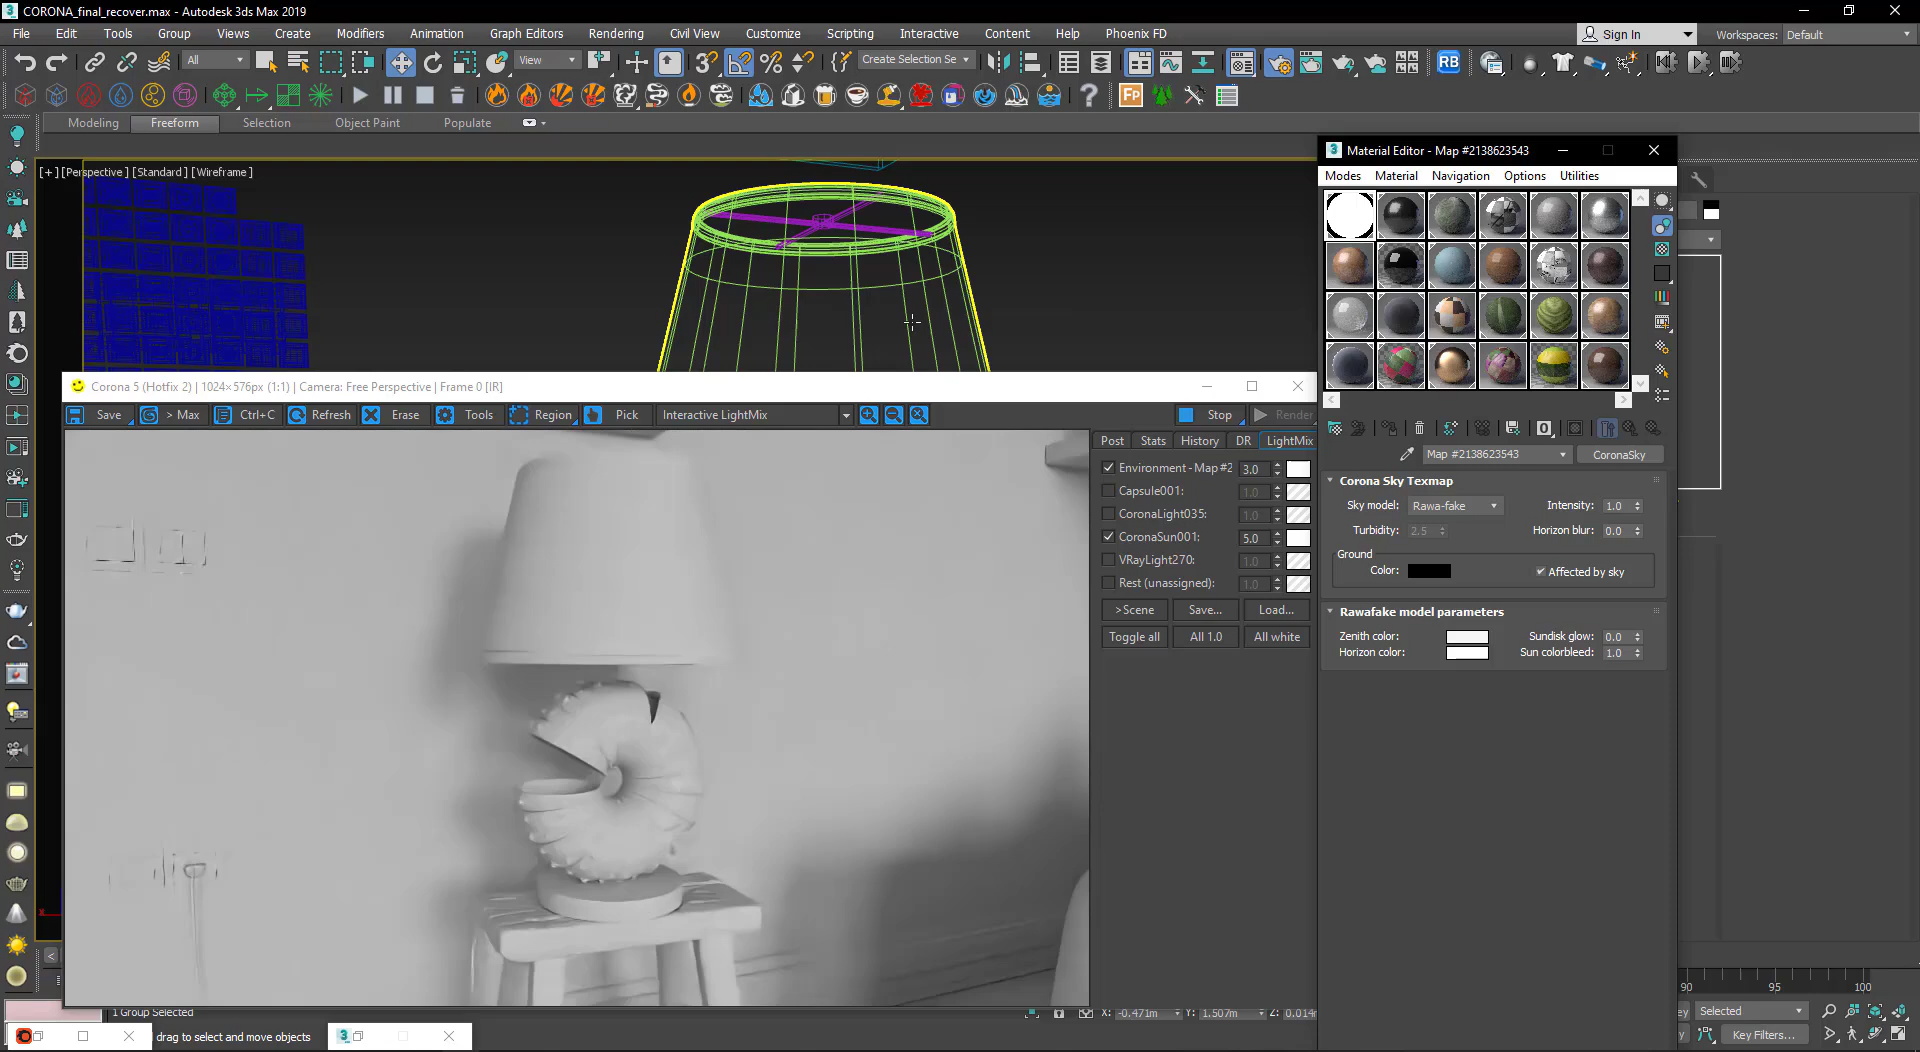 CORONA_final_recover.max - Autodesk 3ds Max 2019
File Edit Tools Group Views Create Modifiers Animation Graph Editors Rendering Civil View Customize Scripting Interactive Content Help Phoenix FD
Sign In Workspaces: Default
All View Create Selection Se RB
FP
Modeling Freeform Selection Object Paint Populate
[+] [Perspective] [Standard] [Wireframe]
Material Editor - Map #2138623543
Modes Material Navigation Options Utilities
Corona 5 (Hotfix 2) | 1024×576px (1:1) | Camera: Free Perspective | Frame 0 [IR]
Save > Max Ctrl+C Refresh Erase Tools Region Pick Interactive LightMix Stop Render
Post Stats History DR LightMix
Environment - Map #2 3.0
Capsule001: 1.0
CoronaLight035: 1.0
CoronaSun001: 5.0
VRayLight270: 1.0
Rest (unassigned): 1.0
>Scene Save... Load...
Toggle all All 1.0 All white
Map #2138623543 CoronaSky
Corona Sky Texmap
Sky model: Rawa-fake Intensity: 1.0
Turbidity: 2.5 Horizon blur: 0.0
Ground
Color: Affected by sky
Rawafake model parameters
Zenith color: Sundisk glow: 0.0
Horizon color: Sun colorbleed: 1.0
90 95 100
1 Group Selected X: -0.471m Y: 1.507m Z: 0.014m Selected
drag to select and move objects Key Filters...